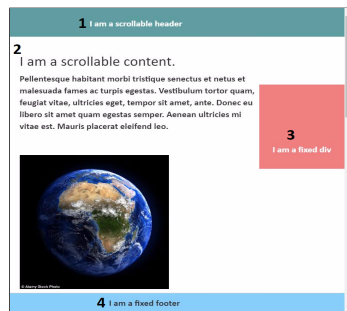 1 I am a scrollable header
2
I am a scrollable content.
Pellentesque habitant morbi tristique senectus et netus et
malesuada fames ac turpis egestas. Vestibulum tortor quam,
feugiat vitae, ultricies eget, tempor sit amet, ante. Donec eu
libero sit amet quam egestas semper. Aenean ultricies mi
vitae est. Mauris placerat eleifend leo.
3
I am a fixed div
© Alamy Stock Photo
4 I am a fixed footer